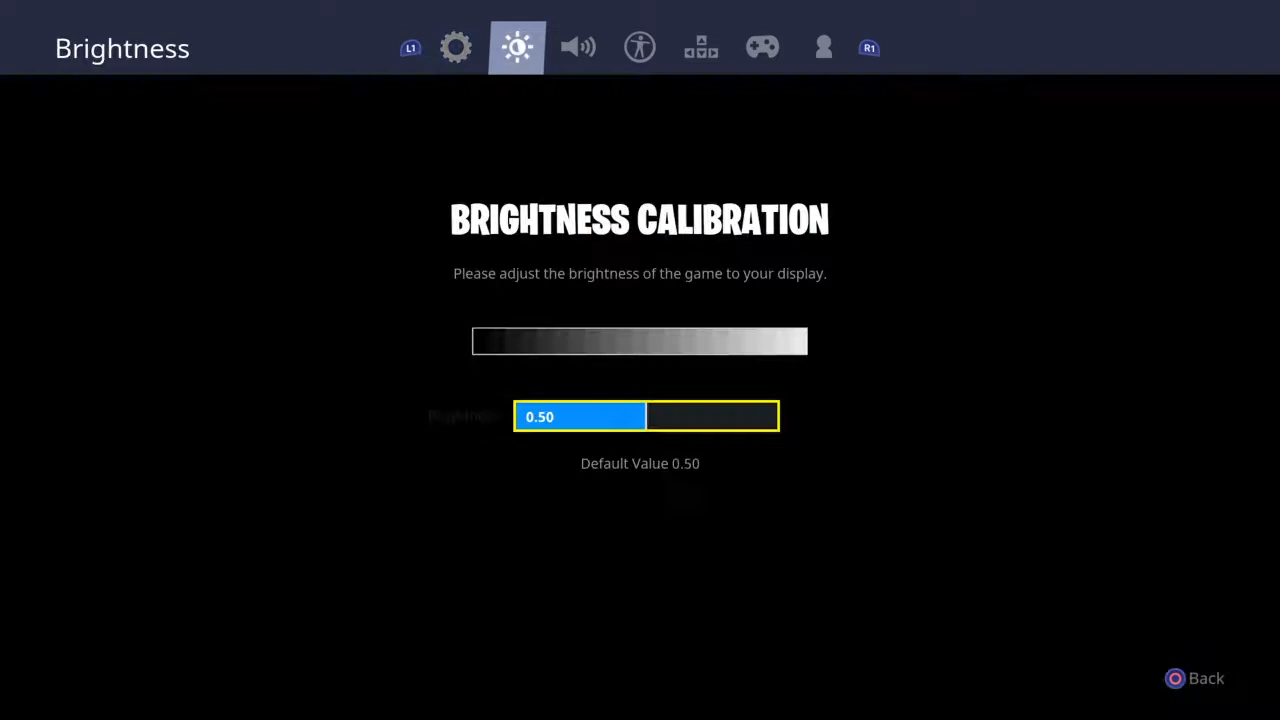 Brightness
L1
R1
BRIGHTNESS CALIBRATION
Please adjust the brightness of the game to your display.
Brightness
0.50
Default Value 0.50
Back